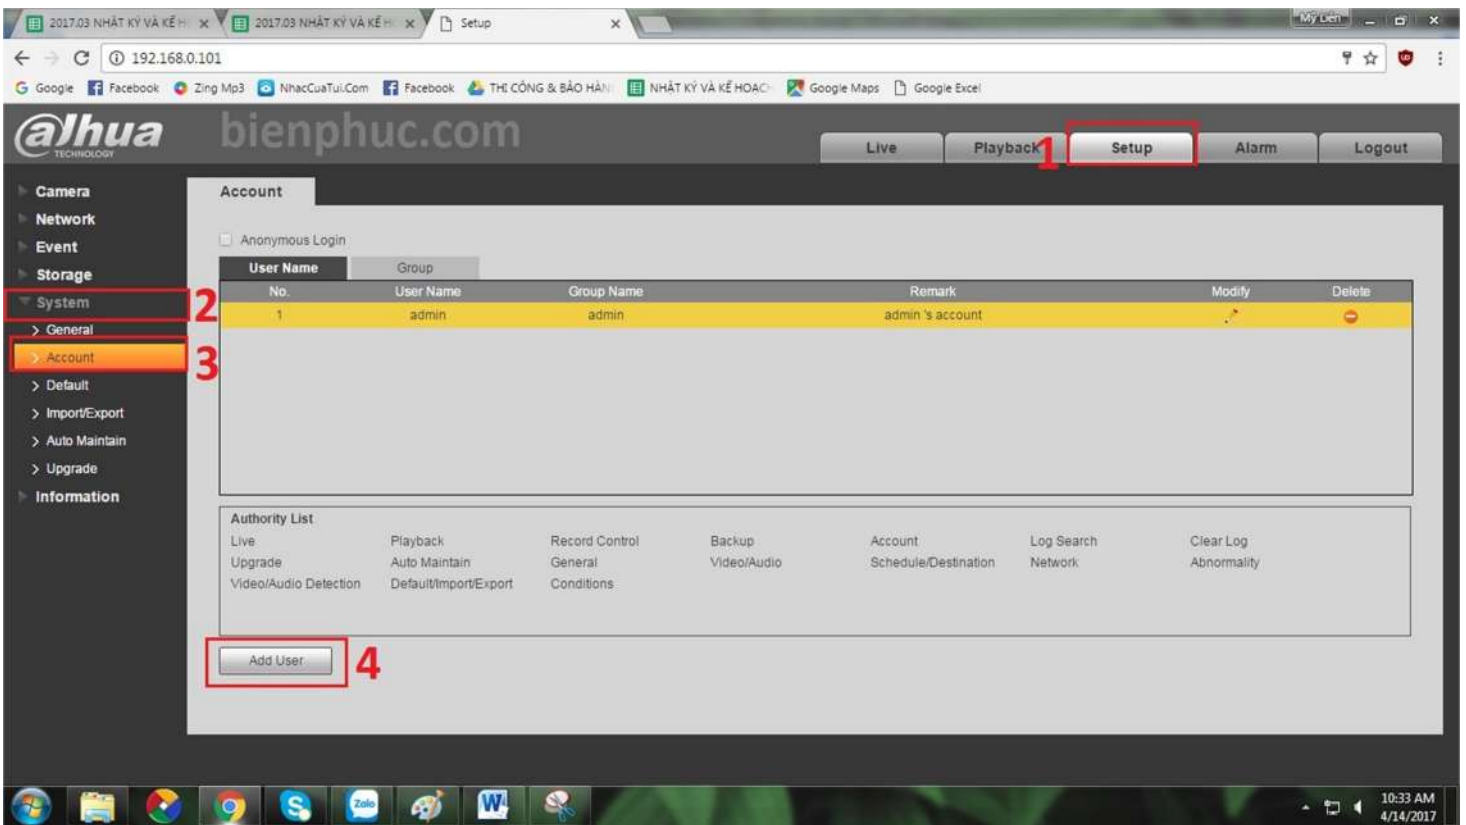 2017.03 NHẬT KÝ VÀ KẾ H 2017.03 NHẬT KÝ VÀ KẾ H Setup Mỹ Liên
192.168.0.101
Google Facebook Zing Mp3 NhacCuaTui.Com Facebook THI CÔNG & BẢO HÀN NHẬT KÝ VÀ KẾ HOẠC Google Maps Google Excel
alhua TECHNOLOGY
bienphuc.com
Live Playback 1 Setup Alarm Logout
Camera
Network
Event
Storage
System 2
General
Account 3
Default
Import/Export
Auto Maintain
Upgrade
Information
Account
Anonymous Login
User Name Group
No. User Name Group Name Remark Modify Delete
1 admin admin admin 's account
Authority List
Live Playback Record Control Backup Account Log Search Clear Log
Upgrade Auto Maintain General Video/Audio Schedule/Destination Network Abnormality
Video/Audio Detection Default/Import/Export Conditions
Add User 4
Zalo
10:33 AM
4/14/2017